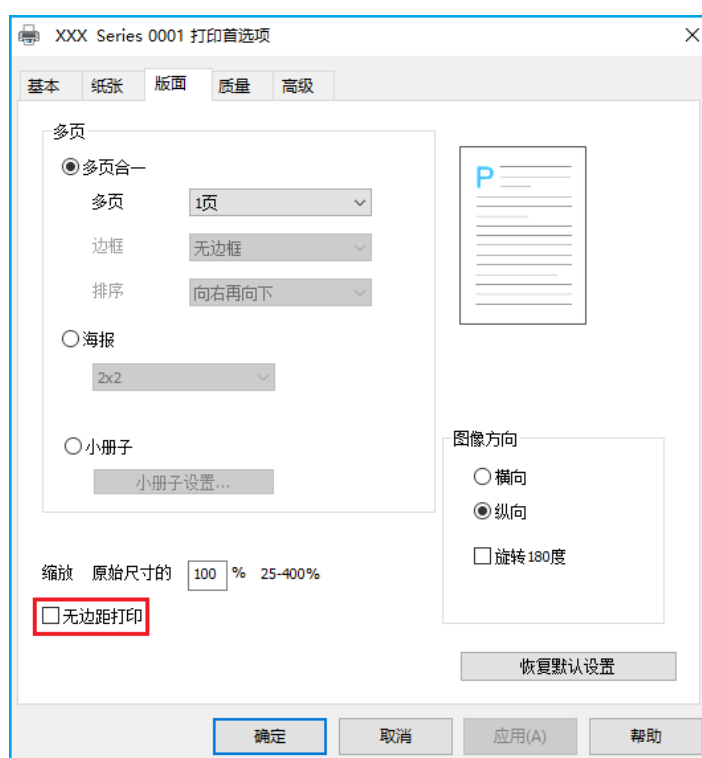 XXX Series 0001 打印首选项
基本 纸张 版面 质量 高级
多页
多页合一
多页 1页
边框 无边框
排序 向右再向下
海报
2x2
小册子
小册子设置...
P
图像方向
横向
纵向
旋转180度
缩放 原始尺寸的 100 % 25-400%
无边距打印
恢复默认设置
确定 取消 应用(A) 帮助